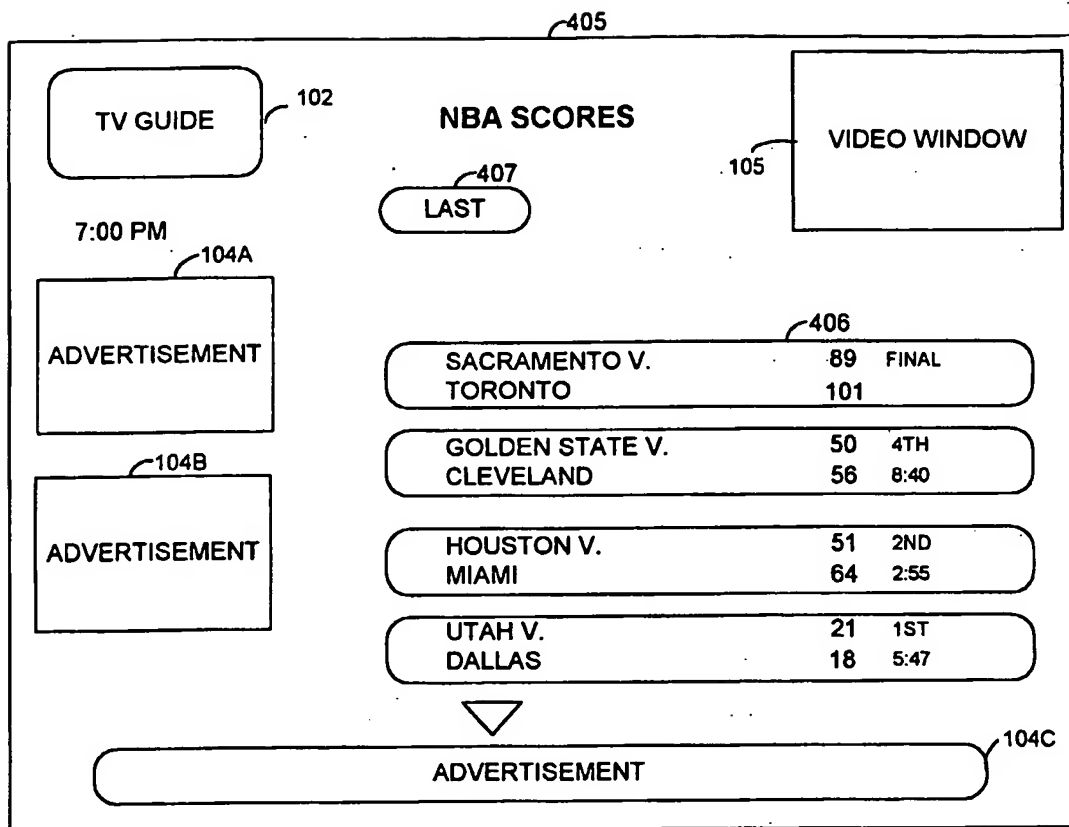 405
TV GUIDE
102
NBA SCORES
VIDEO WINDOW
105
407
LAST
7:00 PM
104A
ADVERTISEMENT
406
SACRAMENTO V. 89 FINAL
TORONTO 101
104B
ADVERTISEMENT
GOLDEN STATE V. 50 4TH
CLEVELAND 56 8:40
HOUSTON V. 51 2ND
MIAMI 64 2:55
UTAH V. 21 1ST
DALLAS 18 5:47
104C
ADVERTISEMENT